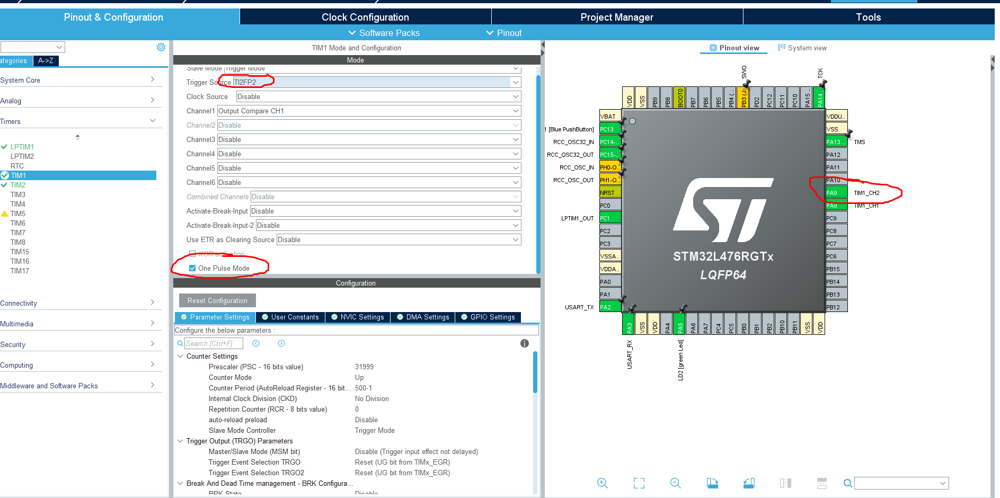 Pinout & Configuration
Clock Configuration
Project Manager
Tools
Software Packs
Pinout
ategories
A->Z
System Core
Analog
Timers
LPTIM1
LPTIM2
RTC
TIM1
TIM2
TIM3
TIM4
TIM5
TIM6
TIM7
TIM8
TIM15
TIM16
TIM17
Connectivity
Multimedia
Security
Computing
Middleware and Software Packs
TIM1 Mode and Configuration
Mode
Slave Mode Trigger Mode
Trigger Source TI2FP2
Clock Source Disable
Channel1 Output Compare CH1
Channel2 Disable
Channel3 Disable
Channel4 Disable
Channel5 Disable
Channel6 Disable
Combined Channels Disable
Activate-Break-Input Disable
Activate-Break-Input-2 Disable
Use ETR as Clearing Source Disable
XOR activation
One Pulse Mode
Configuration
Reset Configuration
Parameter Settings
User Constants
NVIC Settings
DMA Settings
GPIO Settings
Configure the below parameters :
Search (Ctrl+F)
Counter Settings
Prescaler (PSC - 16 bits value) 31999
Counter Mode Up
Counter Period (AutoReload Register - 16 bit... 500-1
Internal Clock Division (CKD) No Division
Repetition Counter (RCR - 8 bits value) 0
auto-reload preload Disable
Slave Mode Controller Trigger Mode
Trigger Output (TRGO) Parameters
Master/Slave Mode (MSM bit) Disable (Trigger input effect not delayed)
Trigger Event Selection TRGO Reset (UG bit from TIMx_EGR)
Trigger Event Selection TRGO2 Reset (UG bit from TIMx_EGR)
Break And Dead Time management - BRK Configura...
BRK State Disable
Pinout view
System view
SWO
TCK
VDD
VSS
PB9
PB8
BOOT0
PB7
PB6
PB5
PB4 (..
PB3 (J..
PD2
PC12
PC11
PC10
PA15 ..
PA14 ..
VBAT
1 [Blue PushButton] PC13
RCC_OSC32_IN PC14-..
RCC_OSC32_OUT PC15-..
RCC_OSC_IN PH0-O..
RCC_OSC_OUT PH1-O..
NRST
PC0
LPTIM1_OUT PC1
PC2
PC3
VSSA..
VDDA..
PA0
PA1
USART_TX PA2
STM32L476RGTx
LQFP64
VDDU..
VSS
PA13 .. TMS
PA12
PA11
PA10
PA9 TIM1_CH2
PA8 TIM1_CH1
PC9
PC8
PC7
PC6
PB15
PB14
PB13
PB12
PA3
VSS
VDD
PA4
PA5
PA6
PA7
PC4
PC5
PB0
PB1
PB2
PB10
PB11
VSS
VDD
USART_RX
LD2 [green Led]